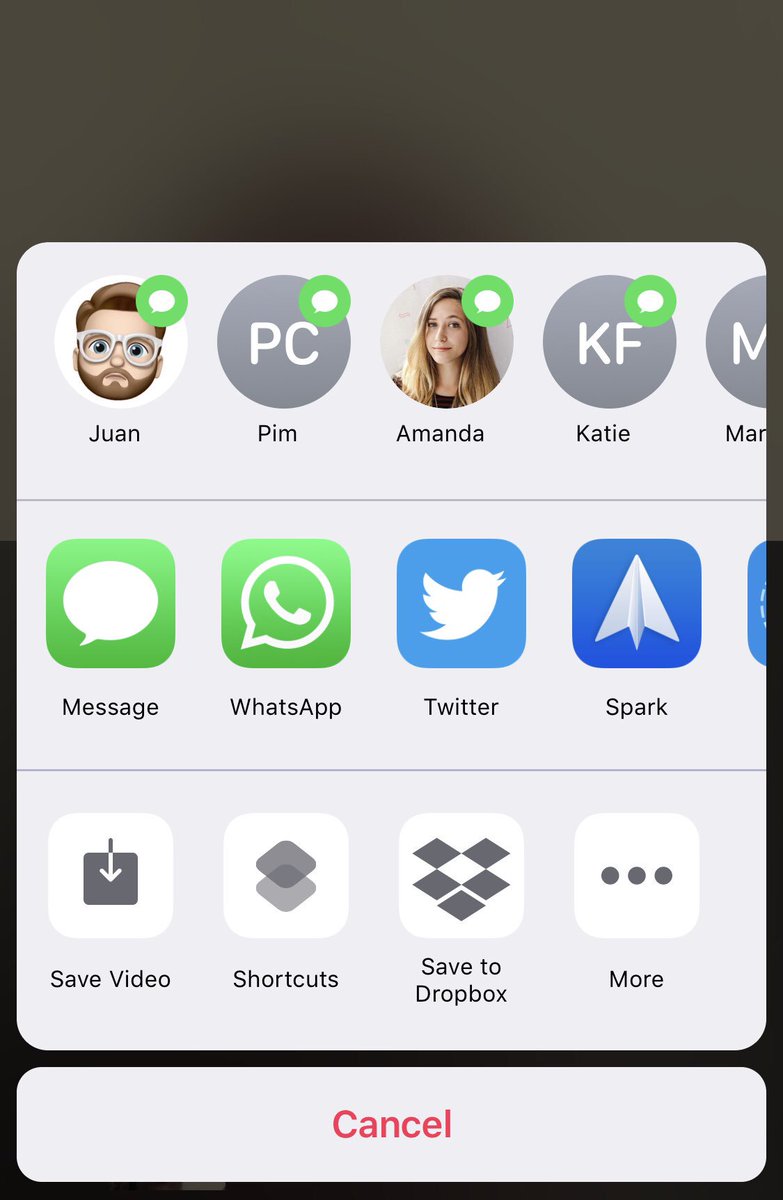 PC
KF
M
Juan
Pim
Amanda
Katie
Mar
Message
WhatsApp
Twitter
Spark
Save Video
Shortcuts
Save to
Dropbox
More
Cancel